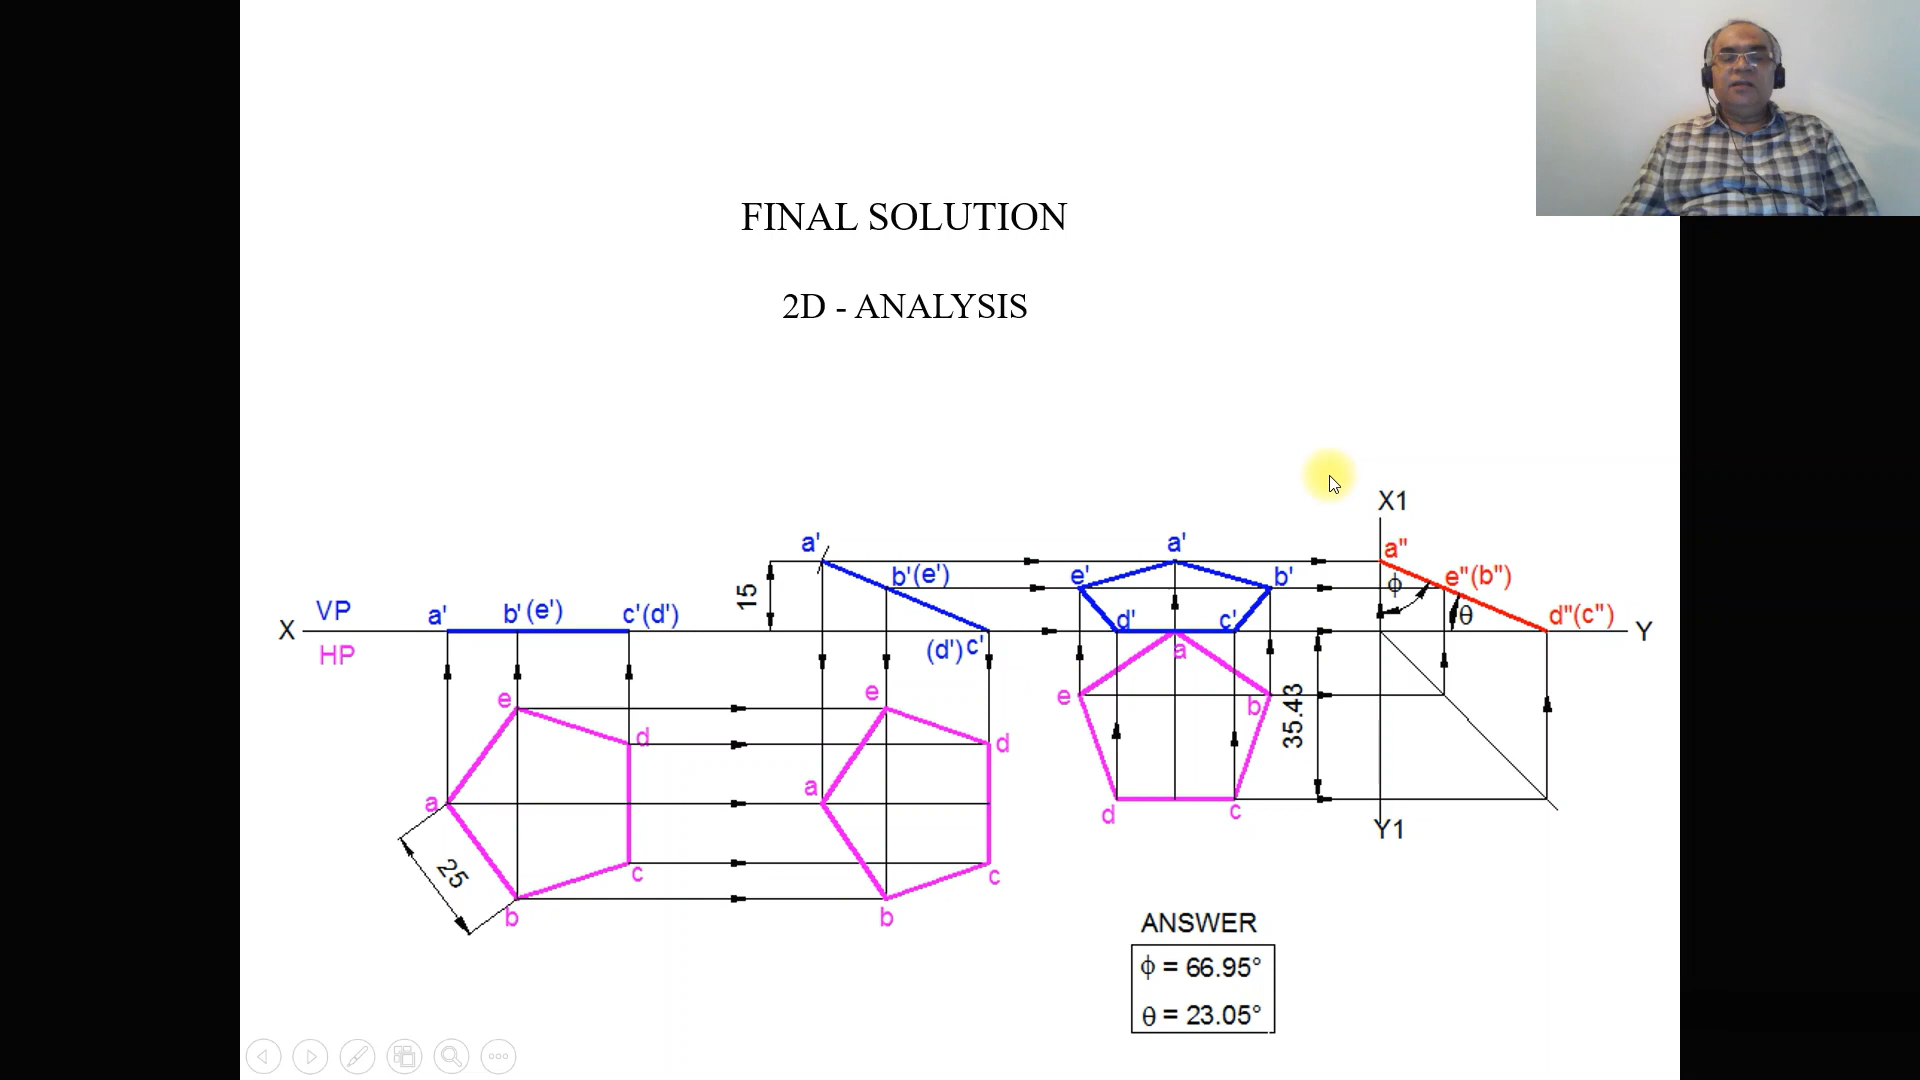 FINAL SOLUTION
2D - ANALYSIS
X1
a'
a'
a"
b'(e')
e'
b'
e"(b")
ϕ
15
VP
a'
b'(e')
c'(d')
d'
c'
θ
d"(c")
X
Y
HP
(d')
c'
a
e
e
e
b
d
d
35.43
a
a
d
c
Y1
25
c
c
b
b
ANSWER
ϕ = 66.95°
θ = 23.05°